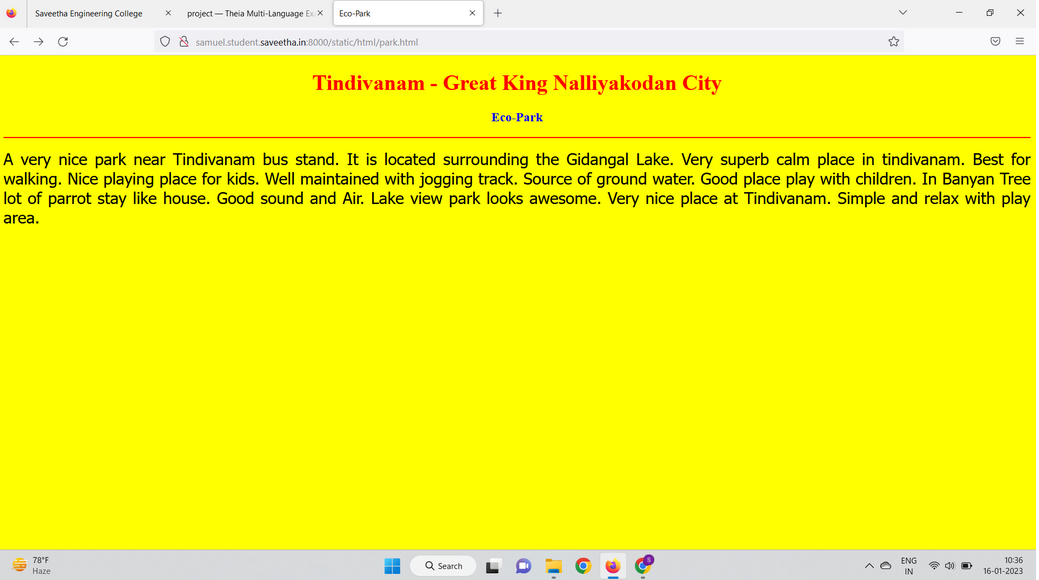 Saveetha Engineering College
project — Theia Multi-Language Ex
Eco-Park
samuel.student.saveetha.in:8000/static/html/park.html
Tindivanam - Great King Nalliyakodan City
Eco-Park
A very nice park near Tindivanam bus stand. It is located surrounding the Gidangal Lake. Very superb calm place in tindivanam. Best for
walking. Nice playing place for kids. Well maintained with jogging track. Source of ground water. Good place play with children. In Banyan Tree
lot of parrot stay like house. Good sound and Air. Lake view park looks awesome. Very nice place at Tindivanam. Simple and relax with play
area.
78°F
Haze
Search
S
ENG
IN
10:36
16-01-2023